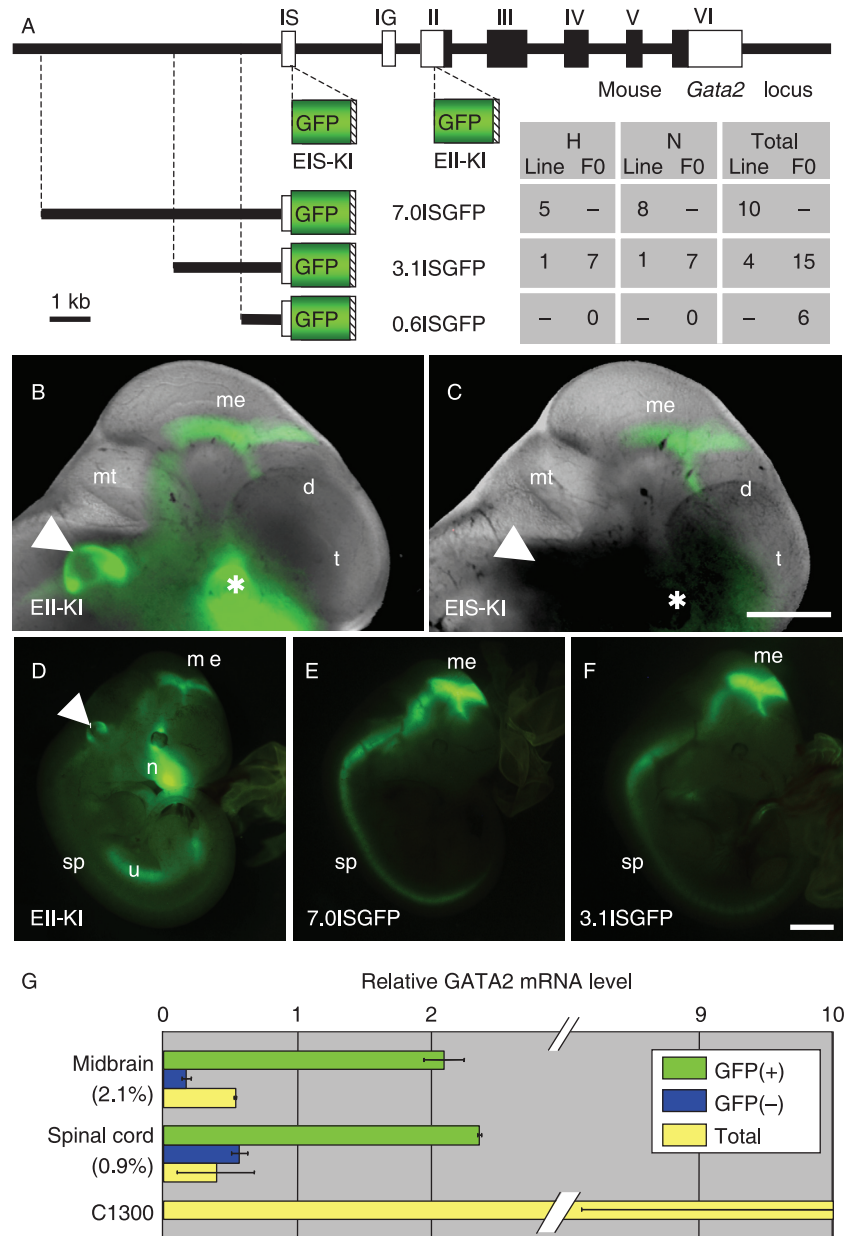 A
IS IG II III IV V VI
Mouse Gata2 locus
GFP GFP
EIS-KI EII-KI
H N Total
Line F0 Line F0 Line F0
GFP 7.0ISGFP 5 – 8 – 10 –
GFP 3.1ISGFP 1 7 1 7 4 15
1 kb
GFP 0.6ISGFP – 0 – 0 – 6
B
me
mt
d
t
*
EII-KI
C
me
mt
d
t
*
EIS-KI
D
m e
n
sp
u
EII-KI
E
me
sp
7.0ISGFP
F
me
sp
3.1ISGFP
G
Relative GATA2 mRNA level
0 1 2 9 10
Midbrain
(2.1%)
Spinal cord
(0.9%)
C1300
GFP(+)
GFP(–)
Total